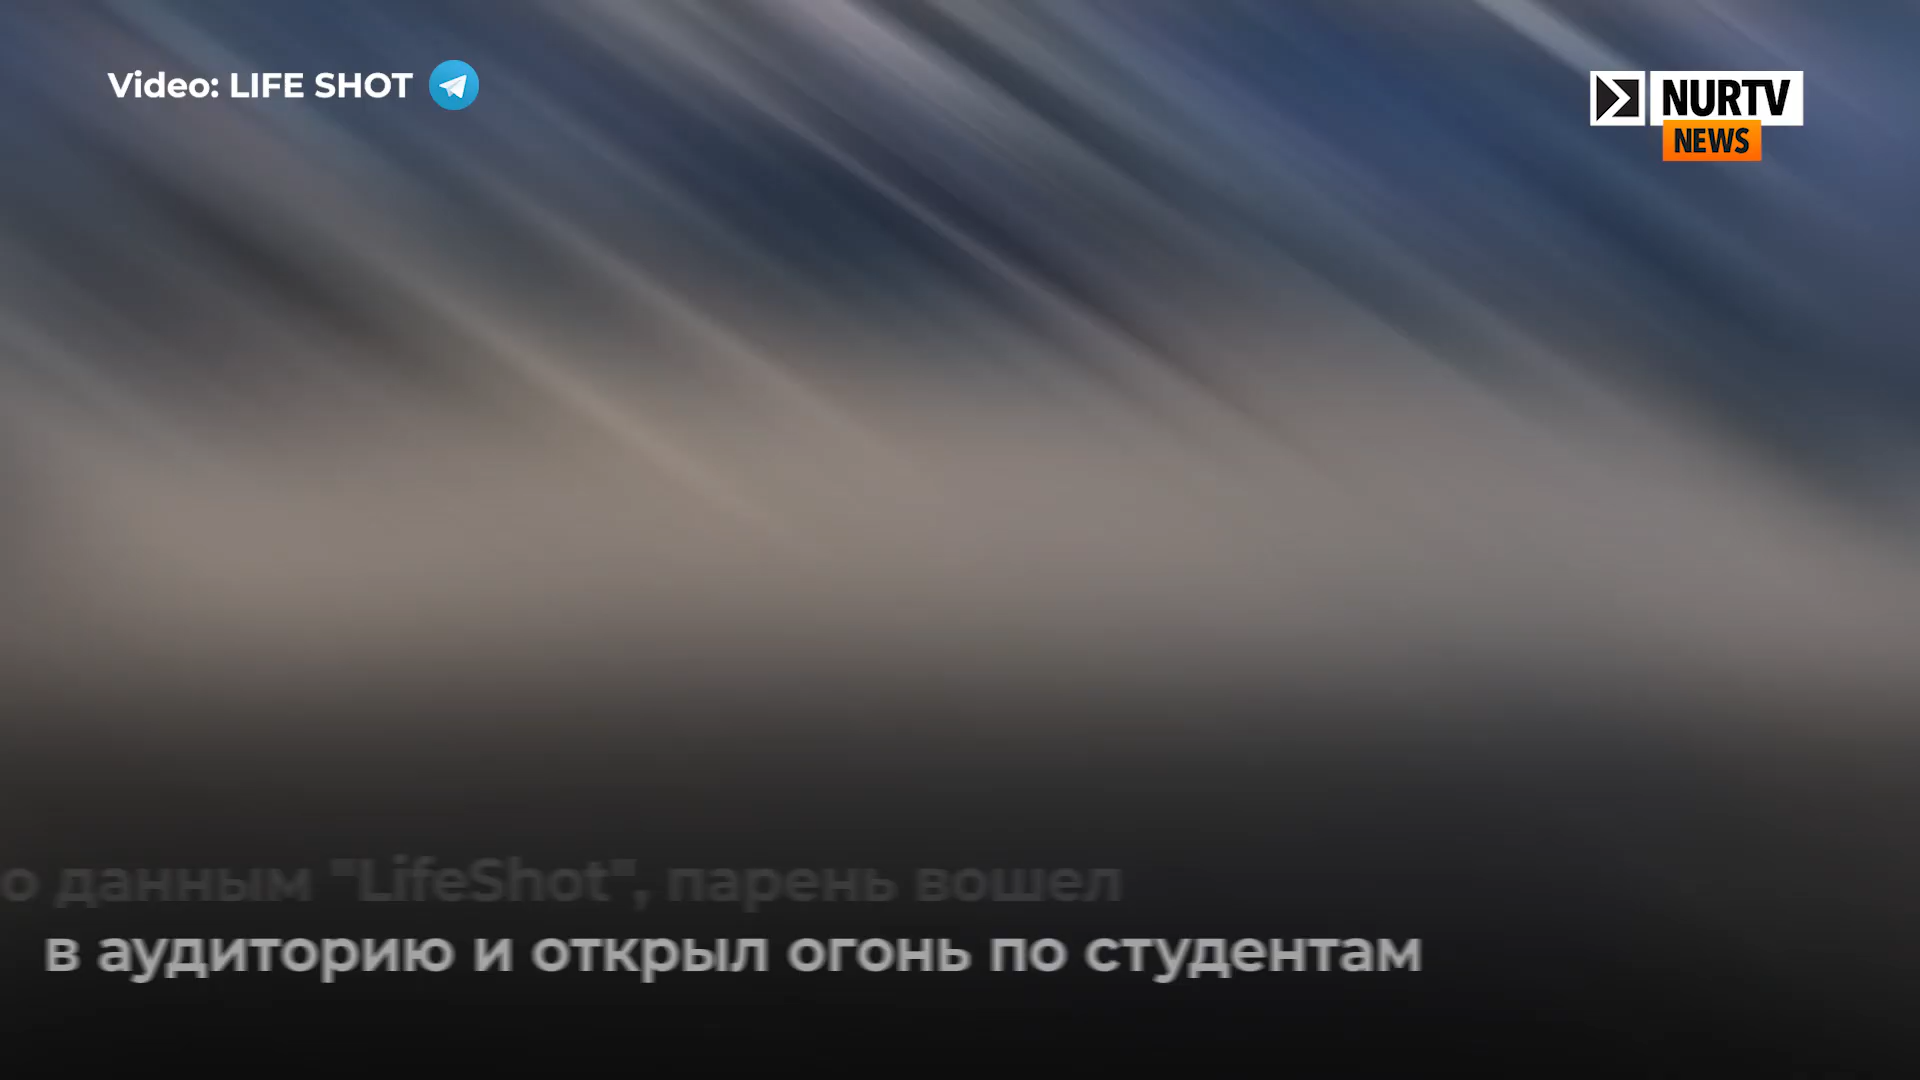 Video: LIFE SHOT
NURTV
NEWS
о данным "LifeShot", парень вошел
в аудиторию и открыл огонь по студентам